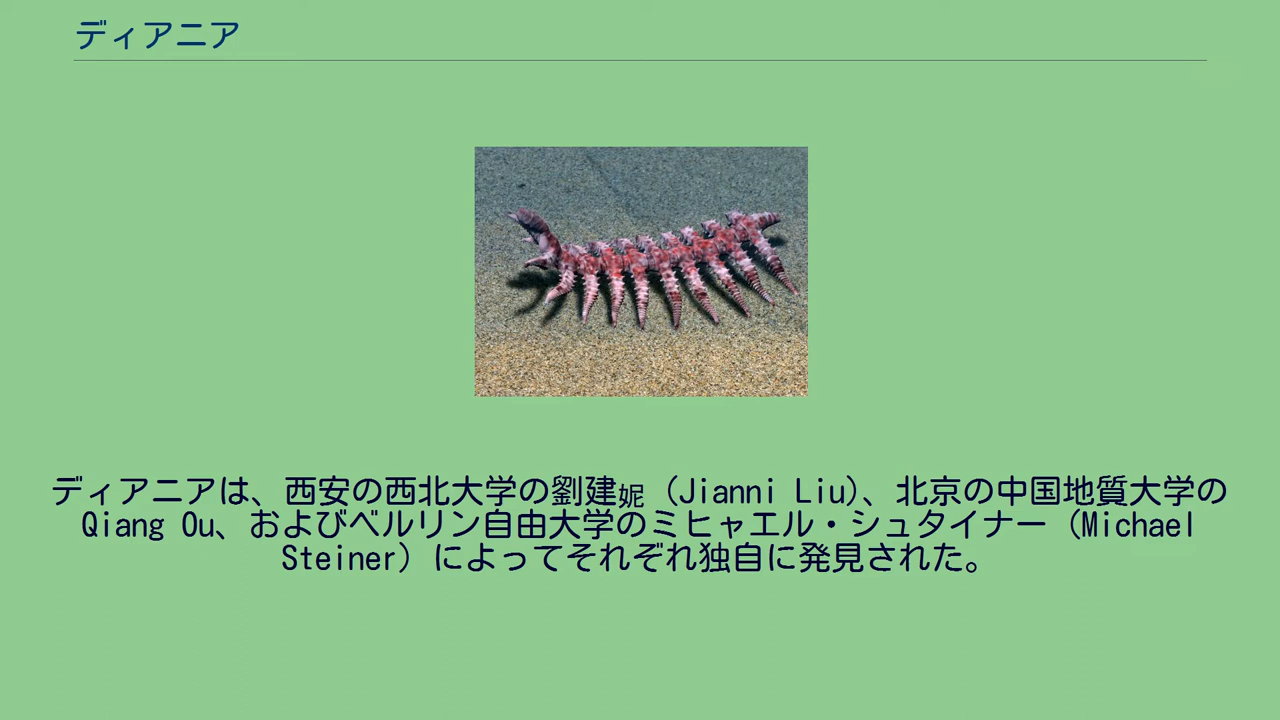 ディアニア
ディアニアは、西安の西北大学の劉建妮（Jianni Liu)、北京の中国地質大学の
Qiang Ou、およびベルリン自由大学のミヒャエル・シュタイナー（Michael
Steiner）によってそれぞれ独自に発見された。